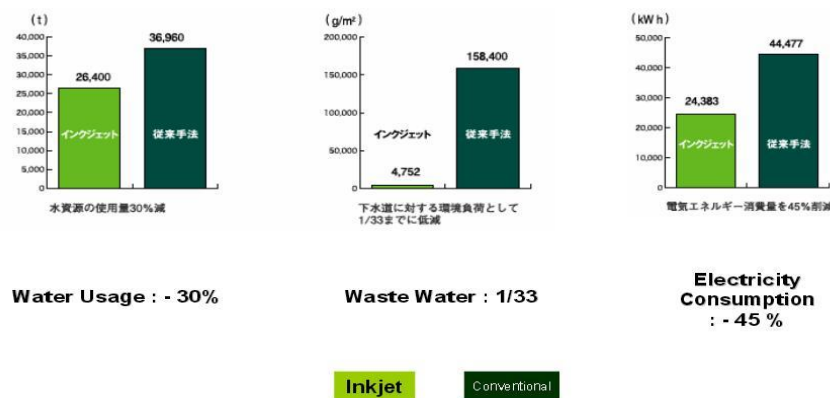 (t)
40,000
35,000
30,000
25,000
20,000
15,000
10,000
5,000
0
26,400
36,960
インクジェット
従来手法
水資源の使用量30%減
(g/m²)
200,000
150,000
100,000
50,000
0
4,752
158,400
インクジェット
従来手法
下水道に対する環境負荷として
1/33までに低減
(kWh)
50,000
40,000
30,000
20,000
10,000
0
24,383
44,477
インクジェット
従来手法
電気エネルギー消費量を45%削減
Water Usage : - 30%
Waste Water : 1/33
Electricity
Consumption
: - 45 %
Inkjet
Conventional